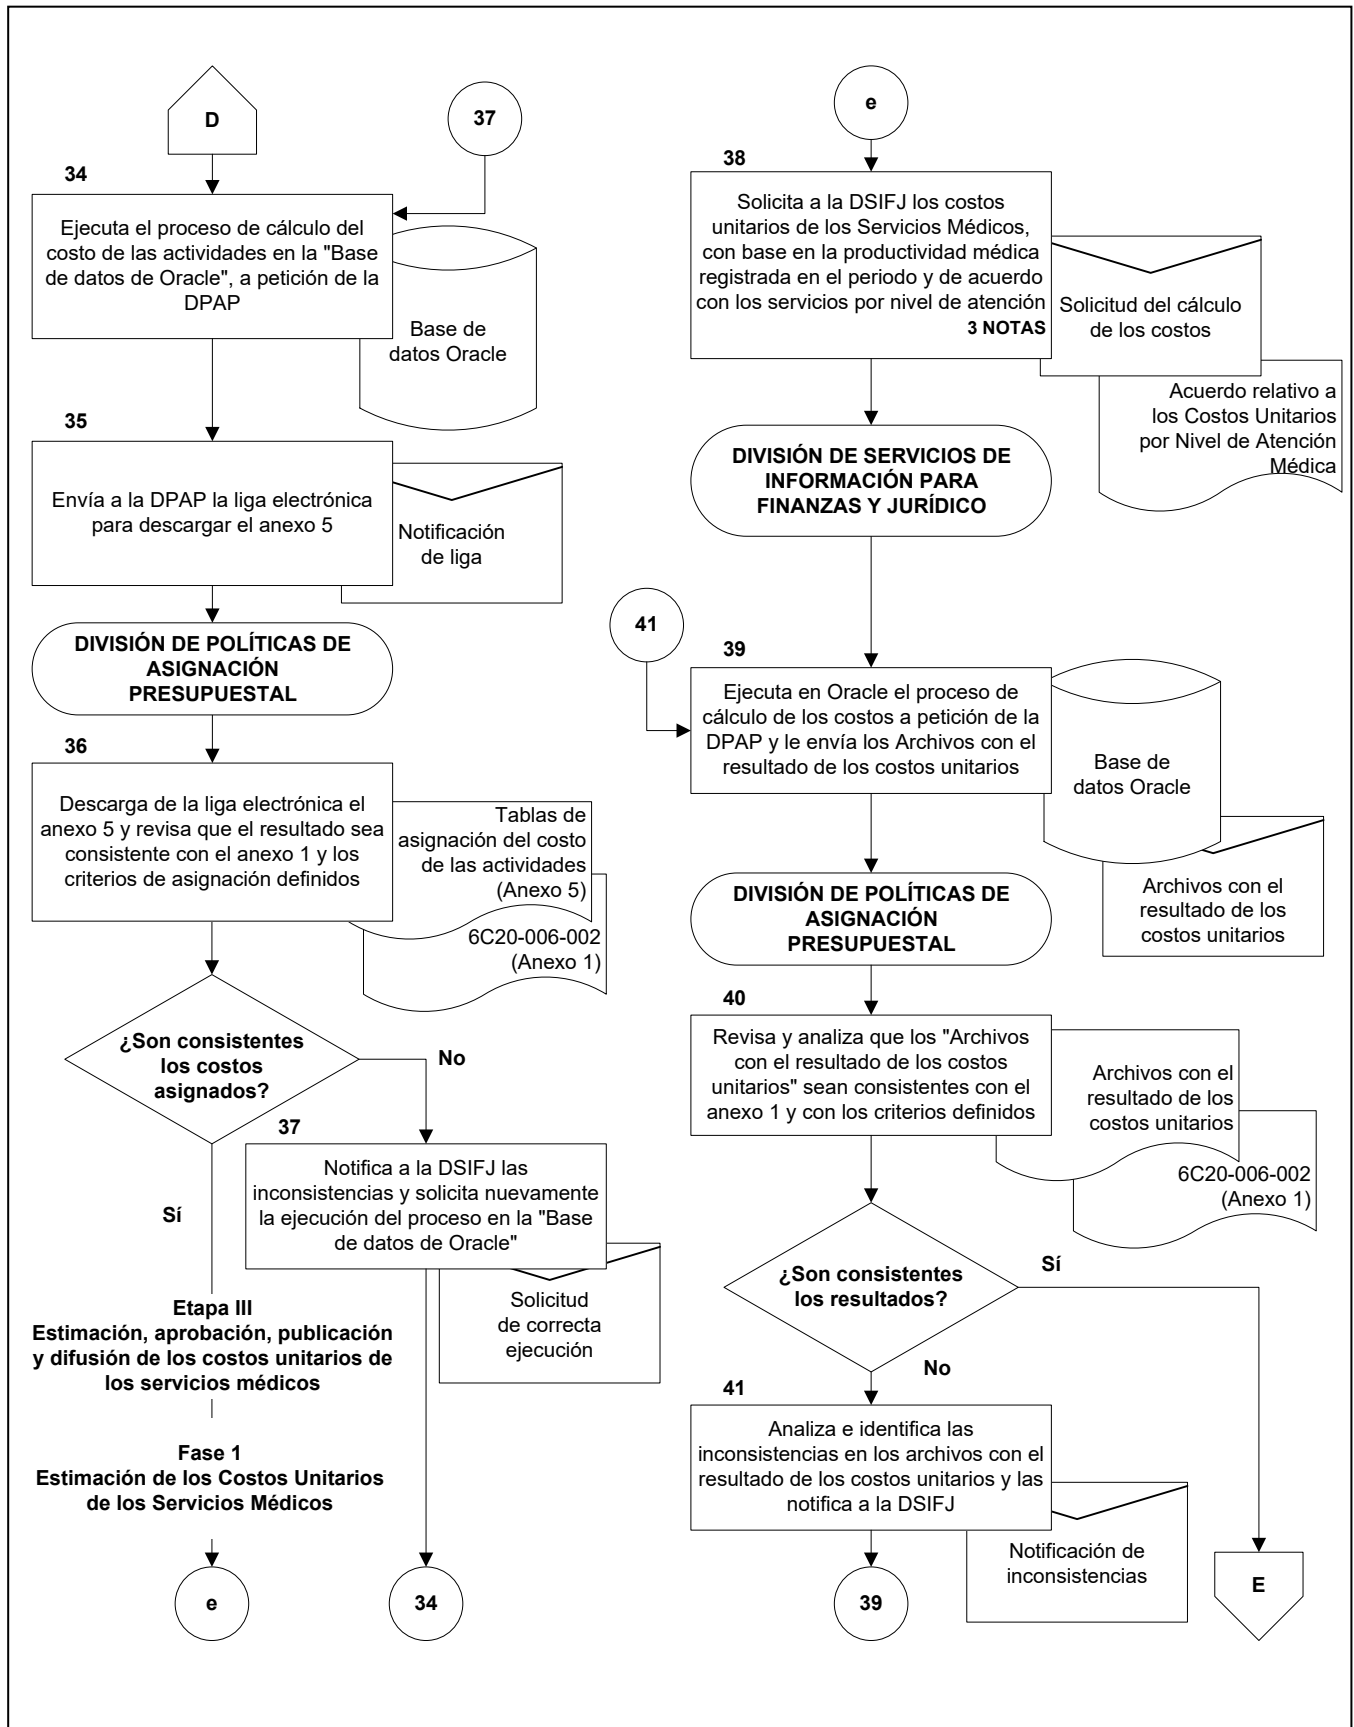 D
37
34
Ejecuta el proceso de cálculo del
costo de las actividades en la "Base
de datos de Oracle", a petición de la
DPAP
Base de
datos Oracle
35
Envía a la DPAP la liga electrónica
para descargar el anexo 5
Notificación
de liga
DIVISIÓN DE POLÍTICAS DE
ASIGNACIÓN
PRESUPUESTAL
36
Descarga de la liga electrónica el
anexo 5 y revisa que el resultado sea
consistente con el anexo 1 y los
criterios de asignación definidos
Tablas de
asignación del costo
de las actividades
(Anexo 5)
6C20-006-002
(Anexo 1)
¿Son consistentes
los costos
asignados?
No
37
Notifica a la DSIFJ las
inconsistencias y solicita nuevamente
la ejecución del proceso en la "Base
de datos de Oracle"
Sí
Solicitud
de correcta
ejecución
Etapa III
Estimación, aprobación, publicación
y difusión de los costos unitarios de
los servicios médicos
Fase 1
Estimación de los Costos Unitarios
de los Servicios Médicos
e
34
e
38
Solicita a la DSIFJ los costos
unitarios de los Servicios Médicos,
con base en la productividad médica
registrada en el periodo y de acuerdo
con los servicios por nivel de atención
3 NOTAS
Solicitud del cálculo
de los costos
Acuerdo relativo a
los Costos Unitarios
por Nivel de Atención
Médica
DIVISIÓN DE SERVICIOS DE
INFORMACIÓN PARA
FINANZAS Y JURÍDICO
41
39
Ejecuta en Oracle el proceso de
cálculo de los costos a petición de la
DPAP y le envía los Archivos con el
resultado de los costos unitarios
Base de
datos Oracle
Archivos con el
resultado de los
costos unitarios
DIVISIÓN DE POLÍTICAS DE
ASIGNACIÓN
PRESUPUESTAL
40
Revisa y analiza que los "Archivos
con el resultado de los costos
unitarios" sean consistentes con el
anexo 1 y con los criterios definidos
Archivos con el
resultado de los
costos unitarios
6C20-006-002
(Anexo 1)
¿Son consistentes
los resultados?
Sí
No
41
Analiza e identifica las
inconsistencias en los archivos con el
resultado de los costos unitarios y las
notifica a la DSIFJ
Notificación de
inconsistencias
39
E